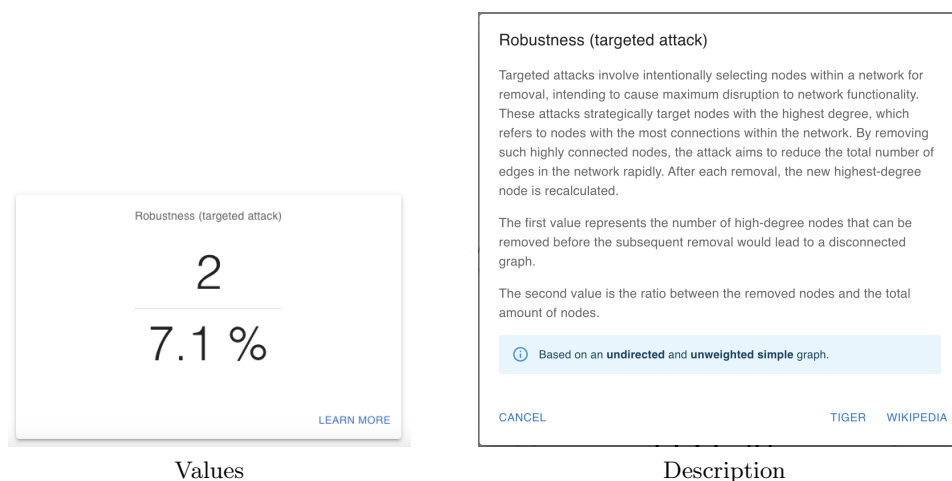 Robustness (targeted attack)
2
7.1 %
LEARN MORE
Values
Robustness (targeted attack)
Targeted attacks involve intentionally selecting nodes within a network for
removal, intending to cause maximum disruption to network functionality.
These attacks strategically target nodes with the highest degree, which
refers to nodes with the most connections within the network. By removing
such highly connected nodes, the attack aims to reduce the total number of
edges in the network rapidly. After each removal, the new highest-degree
node is recalculated.
The first value represents the number of high-degree nodes that can be
removed before the subsequent removal would lead to a disconnected
graph.
The second value is the ratio between the removed nodes and the total
amount of nodes.
Based on an undirected and unweighted simple graph.
CANCEL TIGER WIKIPEDIA
Description